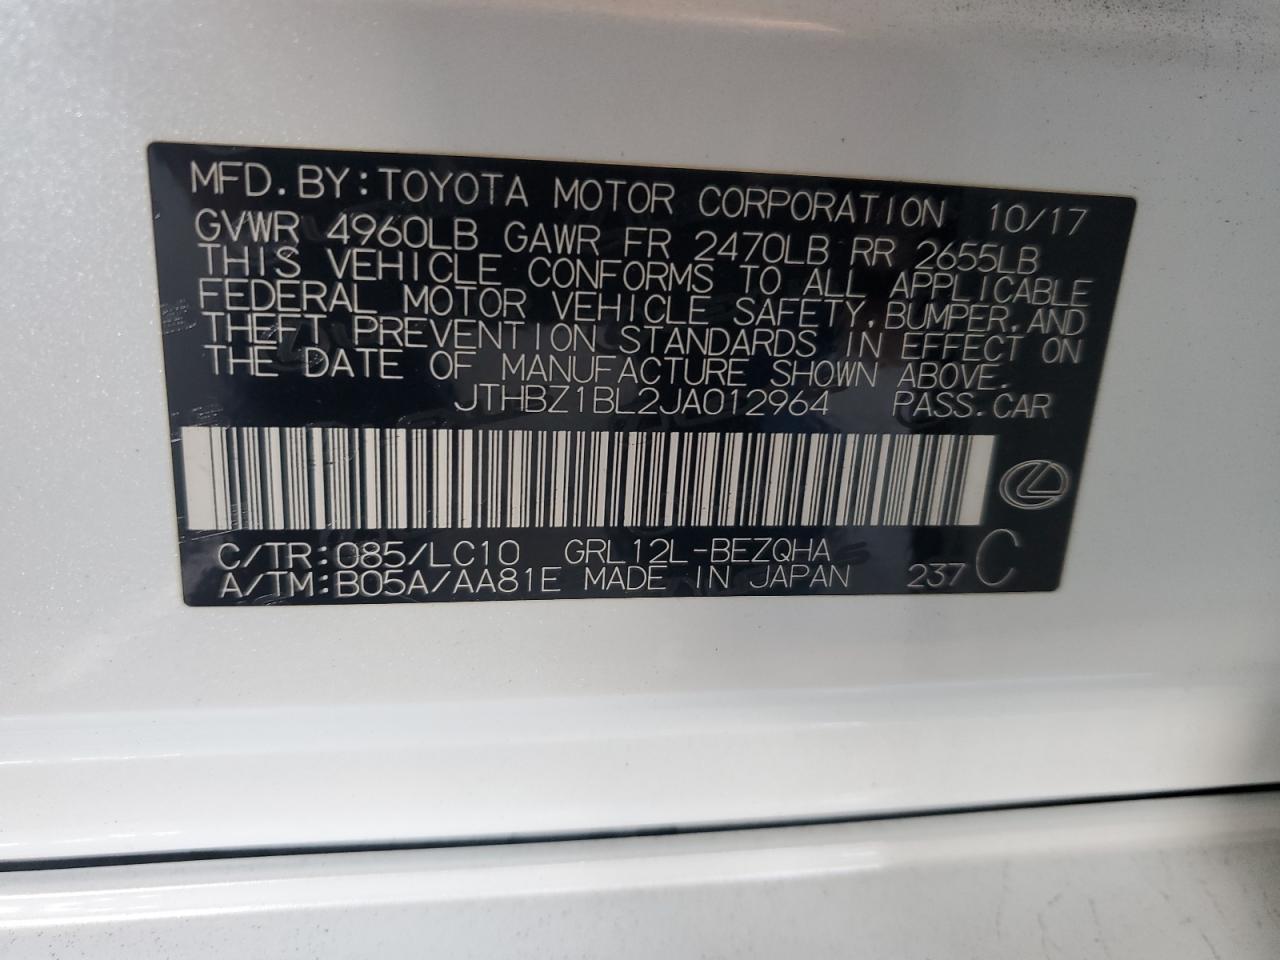 MFD. BY: TOYOTA MOTOR CORPORATION 10/17
GVWR 4960LB GAWR FR 2470LB RR 2655LB
THIS VEHICLE CONFORMS TO ALL APPLICABLE
FEDERAL MOTOR VEHICLE SAFETY, BUMPER, AND
THEFT PREVENTION STANDARDS IN EFFECT ON
THE DATE OF MANUFACTURE SHOWN ABOVE.
JTHBZ1BL2JA012964 PASS. CAR
C/TR: 085/LC10 GRL12L-BEZQHA
A/TM: B05A/AA81E MADE IN JAPAN 237 C